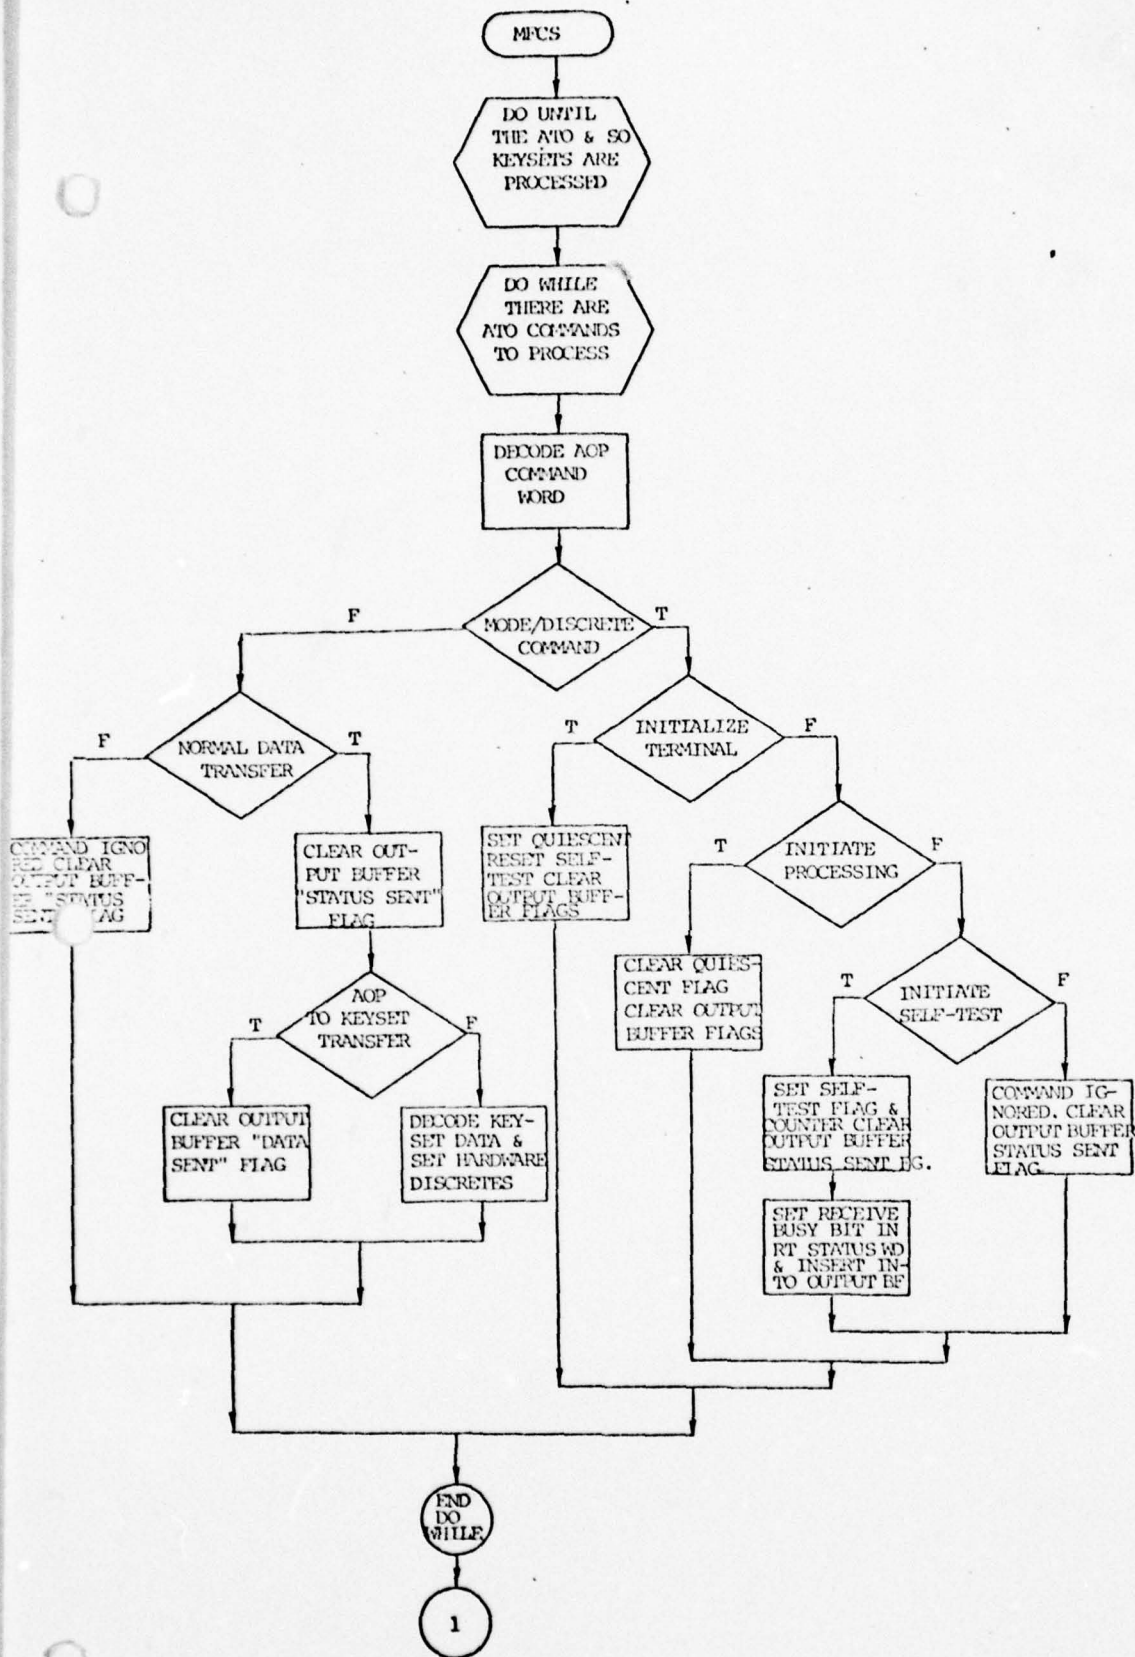 MFCS
DO UNTIL
THE ATO & SO
KEYSETS ARE
PROCESSED
DO WHILE
THERE ARE
ATO COMMANDS
TO PROCESS
DECODE AOP
COMMAND
WORD
MODE/DISCRETE
COMMAND
F
T
NORMAL DATA
TRANSFER
F
T
INITIALIZE
TERMINAL
T
F
COMMAND IGNO
RED CLEAR
OUTPUT BUFF-
ER "STATUS
SENT" FLAG
CLEAR OUT-
PUT BUFFER
"STATUS SENT"
FLAG
SET QUIESCENT
RESET SELF-
TEST CLEAR
OUTPUT BUFF-
ER FLAGS
INITIATE
PROCESSING
T
F
CLEAR QUIES-
CENT FLAG
CLEAR OUTPUT
BUFFER FLAGS
INITIATE
SELF-TEST
T
F
AOP
TO KEYSET
TRANSFER
T
F
CLEAR OUTPUT
BUFFER "DATA
SENT" FLAG
DECODE KEY-
SET DATA &
SET HARDWARE
DISCRETES
SET SELF-
TEST FLAG &
COUNTER CLEAR
OUTPUT BUFFER
STATUS SENT FG.
COMMAND IG-
NORED. CLEAR
OUTPUT BUFFER
STATUS SENT
FLAG
SET RECEIVE
BUSY BIT IN
RT STATUS WD
& INSERT IN-
TO OUTPUT BF
END
DO
WHILE
1